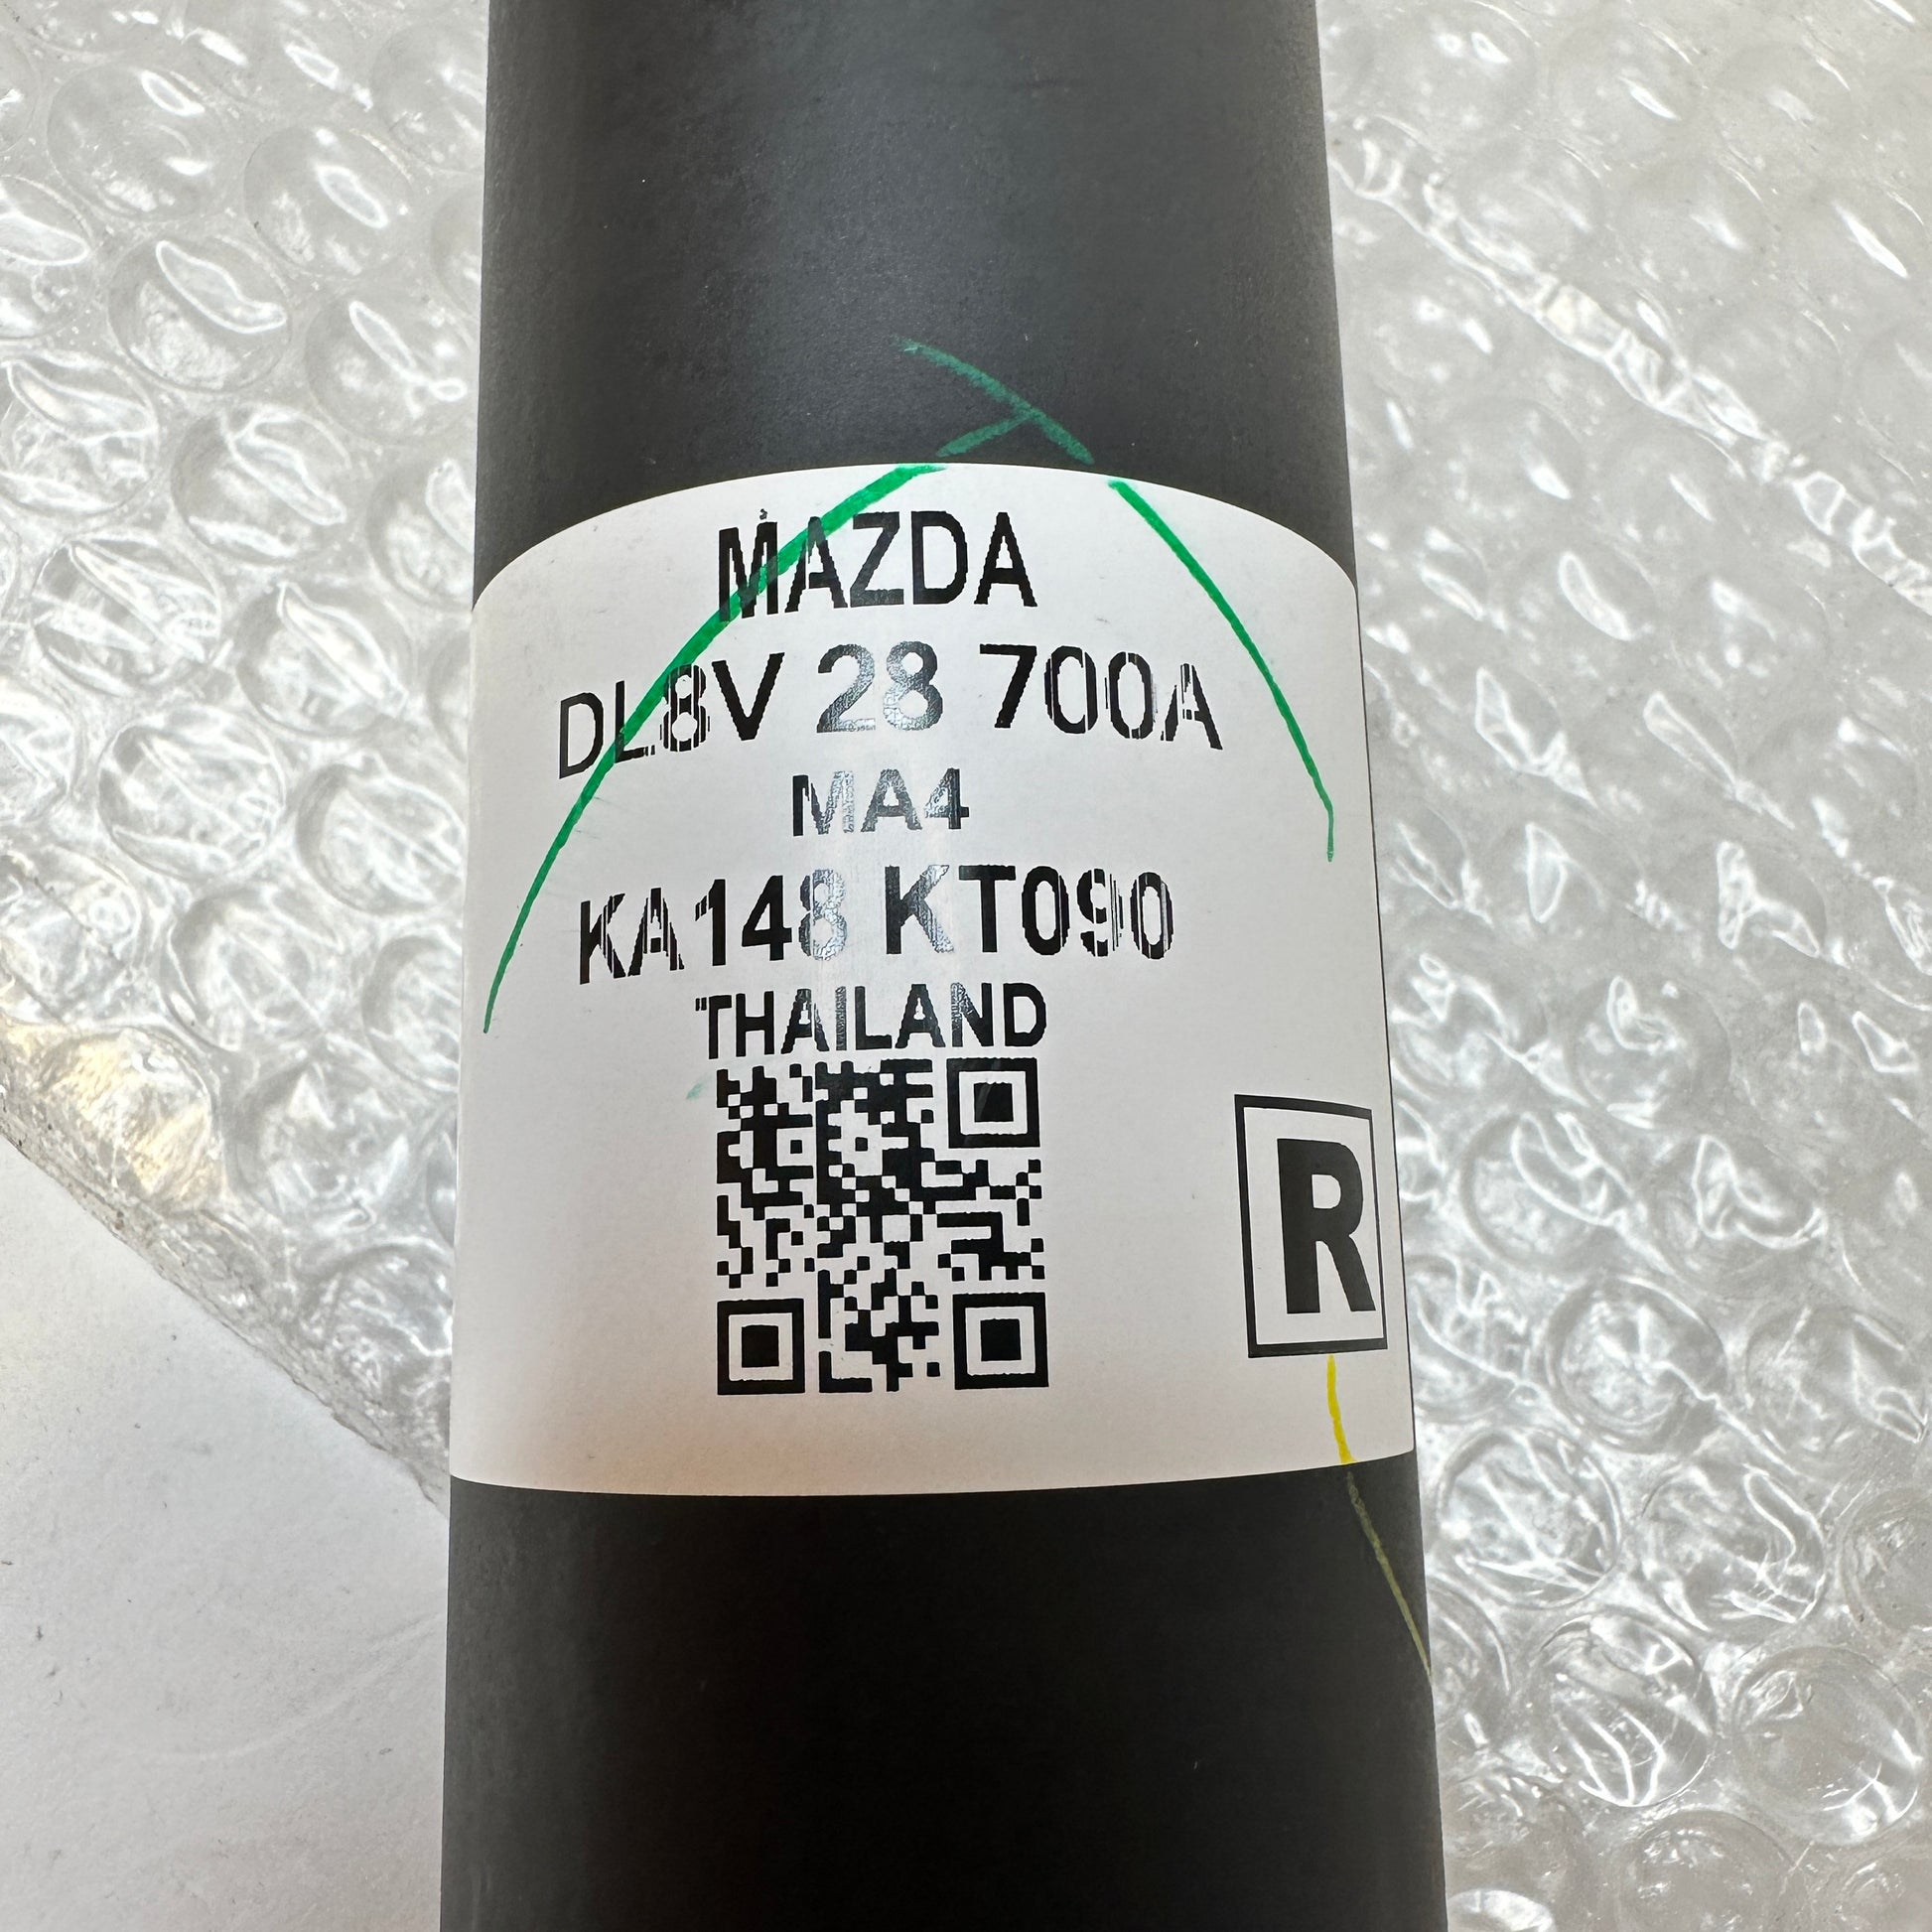 MAZDA
DL8V 28 700A
MA4
KA148 KT090
THAILAND
R